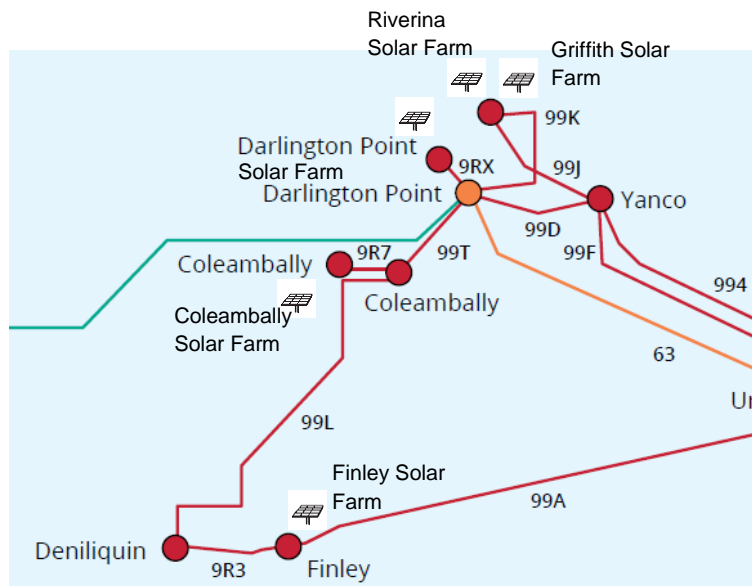 Riverina
Solar Farm
Griffith Solar
Farm
99K
Darlington Point
Solar Farm
9RX
99J
Darlington Point
Yanco
99D
99F
9R7
99T
Coleambally
994
Coleambally
Coleambally
Solar Farm
63
Ur
99L
Finley Solar
Farm
99A
Deniliquin
9R3
Finley